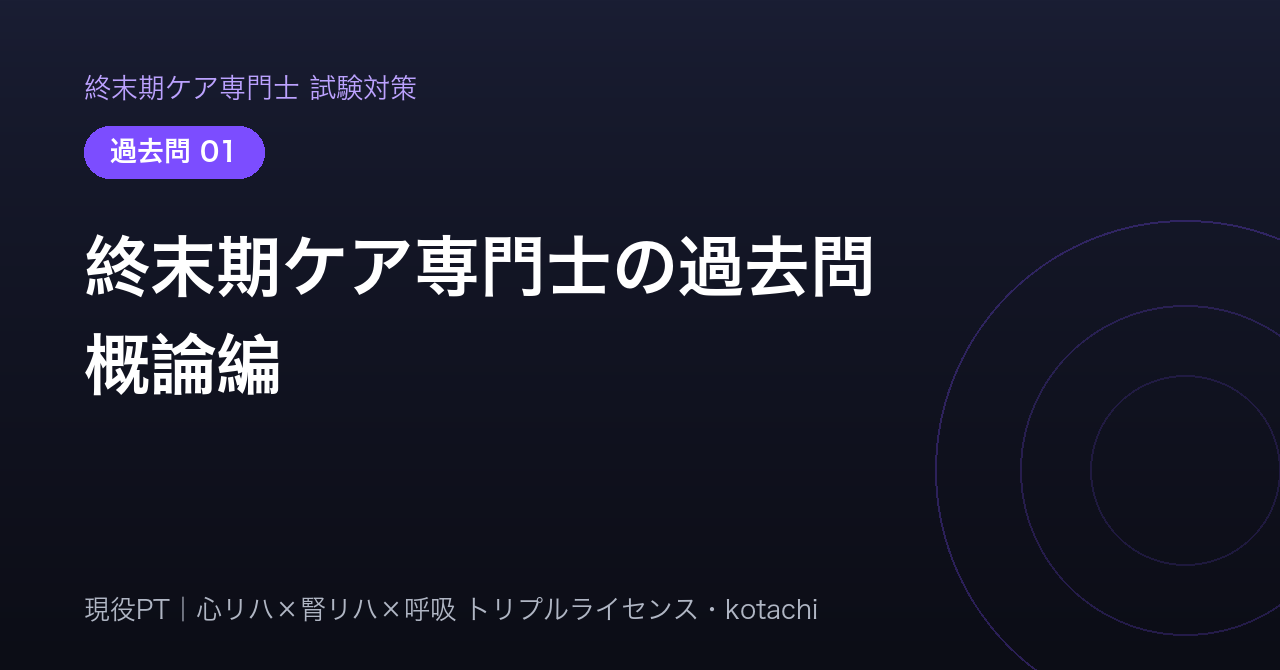 終末期ケア専門士 試験対策
過去問 01
終末期ケア専門士の過去問
概論編
現役PT｜心リハ×腎リハ×呼吸 トリプルライセンス・kotachi